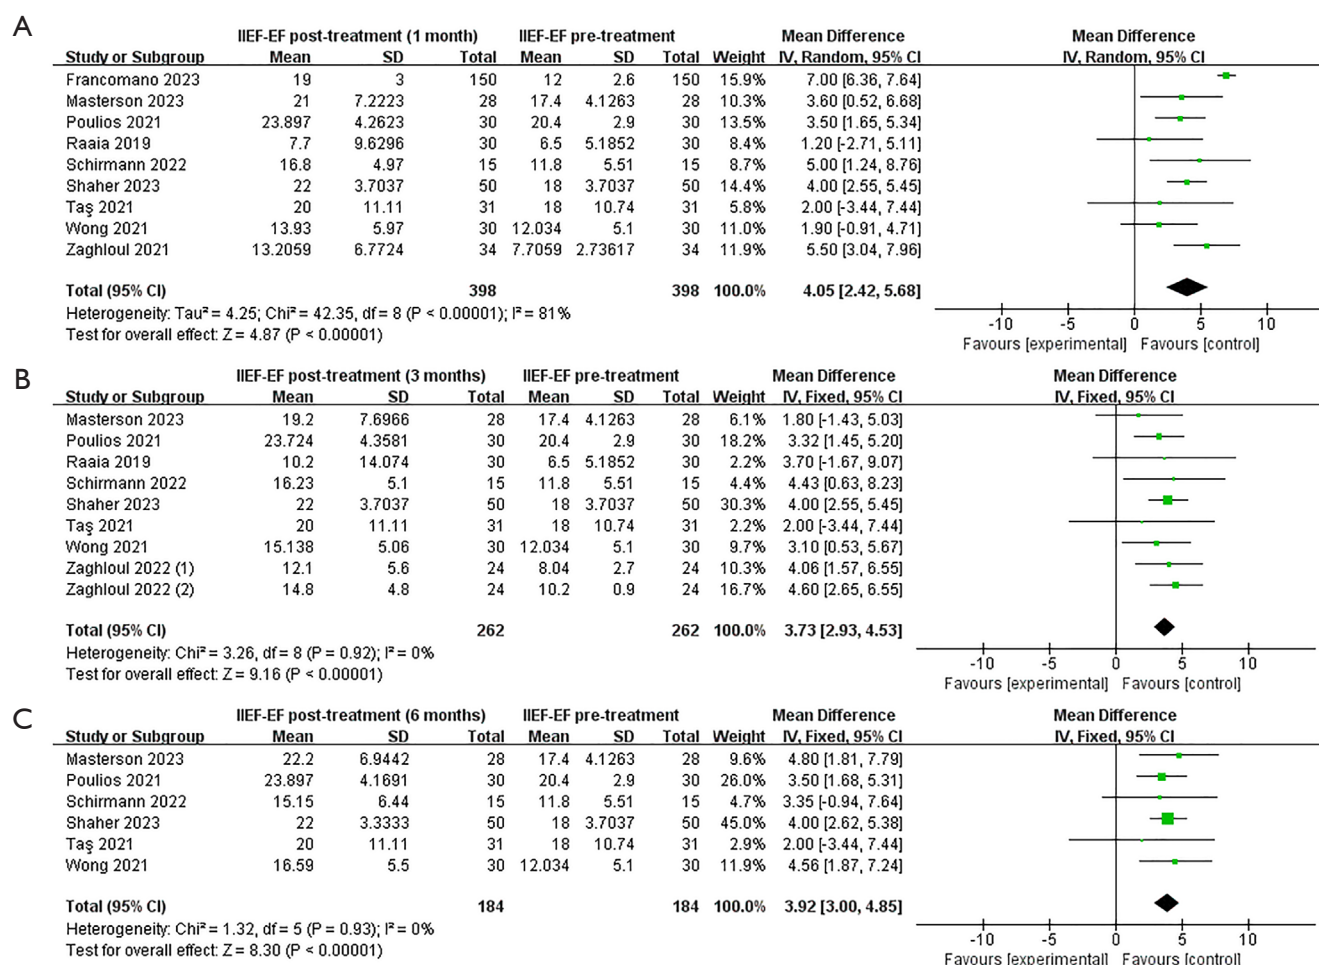 A
IIEF-EF post-treatment (1 month) IIEF-EF pre-treatment Mean Difference Mean Difference
Study or Subgroup Mean SD Total Mean SD Total Weight IV, Random, 95% CI IV, Random, 95% CI
Francomano 2023 19 3 150 12 2.6 150 15.9% 7.00 [6.36, 7.64]
Masterson 2023 21 7.2223 28 17.4 4.1263 28 10.3% 3.60 [0.52, 6.68]
Poulios 2021 23.897 4.2623 30 20.4 2.9 30 13.5% 3.50 [1.65, 5.34]
Raaia 2019 7.7 9.6296 30 6.5 5.1852 30 8.4% 1.20 [-2.71, 5.11]
Schirmann 2022 16.8 4.97 15 11.8 5.51 15 8.7% 5.00 [1.24, 8.76]
Shaher 2023 22 3.7037 50 18 3.7037 50 14.4% 4.00 [2.55, 5.45]
Taş 2021 20 11.11 31 18 10.74 31 5.8% 2.00 [-3.44, 7.44]
Wong 2021 13.93 5.97 30 12.034 5.1 30 11.0% 1.90 [-0.91, 4.71]
Zaghloul 2021 13.2059 6.7724 34 7.7059 2.73617 34 11.9% 5.50 [3.04, 7.96]
Total (95% CI) 398 398 100.0% 4.05 [2.42, 5.68]
Heterogeneity: Tau² = 4.25; Chi² = 42.35, df = 8 (P < 0.00001); I² = 81%
Test for overall effect: Z = 4.87 (P < 0.00001)
-10 -5 0 5 10
Favours [experimental] Favours [control]
B
IIEF-EF post-treatment (3 months) IIEF-EF pre-treatment Mean Difference Mean Difference
Study or Subgroup Mean SD Total Mean SD Total Weight IV, Fixed, 95% CI IV, Fixed, 95% CI
Masterson 2023 19.2 7.6966 28 17.4 4.1263 28 6.1% 1.80 [-1.43, 5.03]
Poulios 2021 23.724 4.3581 30 20.4 2.9 30 18.2% 3.32 [1.45, 5.20]
Raaia 2019 10.2 14.074 30 6.5 5.1852 30 2.2% 3.70 [-1.67, 9.07]
Schirmann 2022 16.23 5.1 15 11.8 5.51 15 4.4% 4.43 [0.63, 8.23]
Shaher 2023 22 3.7037 50 18 3.7037 50 30.3% 4.00 [2.55, 5.45]
Taş 2021 20 11.11 31 18 10.74 31 2.2% 2.00 [-3.44, 7.44]
Wong 2021 15.138 5.06 30 12.034 5.1 30 9.7% 3.10 [0.53, 5.67]
Zaghloul 2022 (1) 12.1 5.6 24 8.04 2.7 24 10.3% 4.06 [1.57, 6.55]
Zaghloul 2022 (2) 14.8 4.8 24 10.2 0.9 24 16.7% 4.60 [2.65, 6.55]
Total (95% CI) 262 262 100.0% 3.73 [2.93, 4.53]
Heterogeneity: Chi² = 3.26, df = 8 (P = 0.92); I² = 0%
Test for overall effect: Z = 9.16 (P < 0.00001)
-10 -5 0 5 10
Favours [experimental] Favours [control]
C
IIEF-EF post-treatment (6 months) IIEF-EF pre-treatment Mean Difference Mean Difference
Study or Subgroup Mean SD Total Mean SD Total Weight IV, Fixed, 95% CI IV, Fixed, 95% CI
Masterson 2023 22.2 6.9442 28 17.4 4.1263 28 9.6% 4.80 [1.81, 7.79]
Poulios 2021 23.897 4.1691 30 20.4 2.9 30 26.0% 3.50 [1.68, 5.31]
Schirmann 2022 15.15 6.44 15 11.8 5.51 15 4.7% 3.35 [-0.94, 7.64]
Shaher 2023 22 3.3333 50 18 3.7037 50 45.0% 4.00 [2.62, 5.38]
Taş 2021 20 11.11 31 18 10.74 31 2.9% 2.00 [-3.44, 7.44]
Wong 2021 16.59 5.5 30 12.034 5.1 30 11.9% 4.56 [1.87, 7.24]
Total (95% CI) 184 184 100.0% 3.92 [3.00, 4.85]
Heterogeneity: Chi² = 1.32, df = 5 (P = 0.93); I² = 0%
Test for overall effect: Z = 8.30 (P < 0.00001)
-10 -5 0 5 10
Favours [experimental] Favours [control]